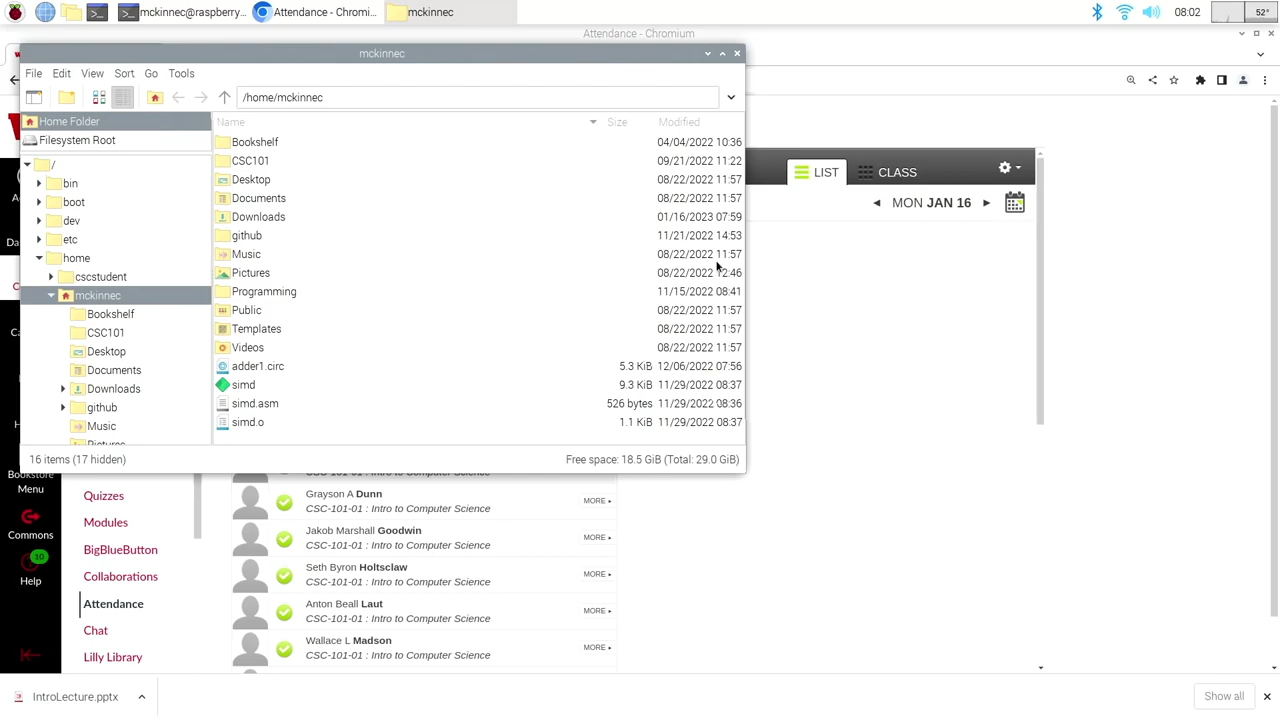 mckinnec@raspberry...
Attendance - Chromi...
mckinnec
08:02
52°
Attendance - Chromium
mckinnec
File Edit View Sort Go Tools
/home/mckinnec
Home Folder
Filesystem Root
/
bin
boot
dev
etc
home
cscstudent
mckinnec
Bookshelf
CSC101
Desktop
Documents
Downloads
github
Music
Pictures
Name Size Modified
Bookshelf 04/04/2022 10:36
CSC101 09/21/2022 11:22
Desktop 08/22/2022 11:57
Documents 08/22/2022 11:57
Downloads 01/16/2023 07:59
github 11/21/2022 14:53
Music 08/22/2022 11:57
Pictures 08/22/2022 12:46
Programming 11/15/2022 08:41
Public 08/22/2022 11:57
Templates 08/22/2022 11:57
Videos 08/22/2022 11:57
adder1.circ 5.3 KiB 12/06/2022 07:56
simd 9.3 KiB 11/29/2022 08:37
simd.asm 526 bytes 11/29/2022 08:36
simd.o 1.1 KiB 11/29/2022 08:37
16 items (17 hidden) Free space: 18.5 GiB (Total: 29.0 GiB)
LIST CLASS
MON JAN 16
Bookstore
Menu
Commons
10
Help
Quizzes
Modules
BigBlueButton
Collaborations
Attendance
Chat
Lilly Library
CSC-101-01 : Intro to Computer Science
Grayson A Dunn MORE
CSC-101-01 : Intro to Computer Science
Jakob Marshall Goodwin MORE
CSC-101-01 : Intro to Computer Science
Seth Byron Holtsclaw MORE
CSC-101-01 : Intro to Computer Science
Anton Beall Laut MORE
CSC-101-01 : Intro to Computer Science
Wallace L Madson MORE
CSC-101-01 : Intro to Computer Science
IntroLecture.pptx
Show all